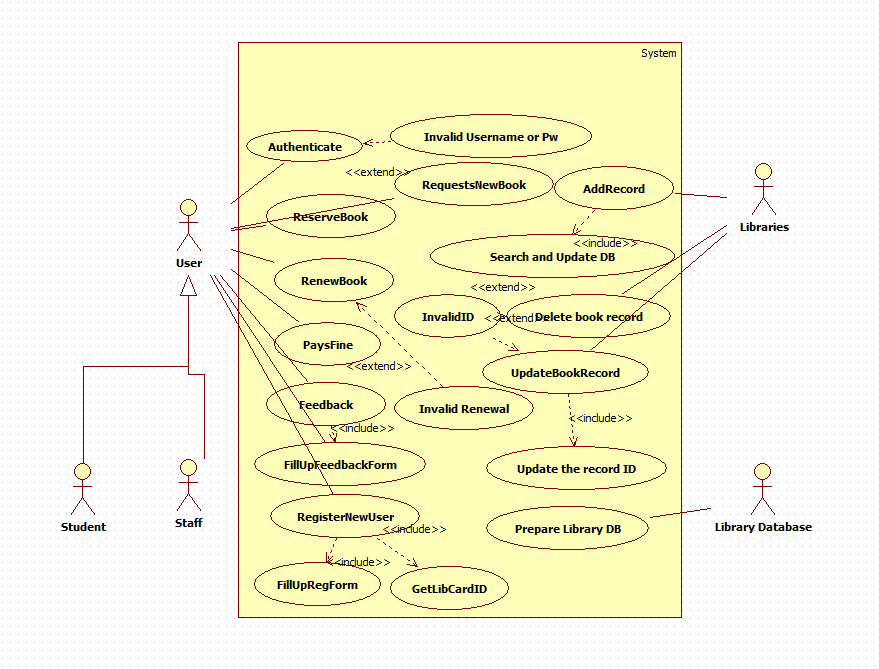 System
Invalid Username or Pw
Authenticate
<<extend>>
RequestsNewBook
AddRecord
ReserveBook
Libraries
<<include>>
Search and Update DB
User
RenewBook
<<extend>>
InvalidID
<<extend>>
Delete book record
PaysFine
<<extend>>
UpdateBookRecord
Feedback
Invalid Renewal
<<include>>
<<include>>
FillUpFeedbackForm
Update the record ID
Student
Staff
RegisterNewUser
<<include>>
Prepare Library DB
Library Database
<<include>>
FillUpRegForm
GetLibCardID